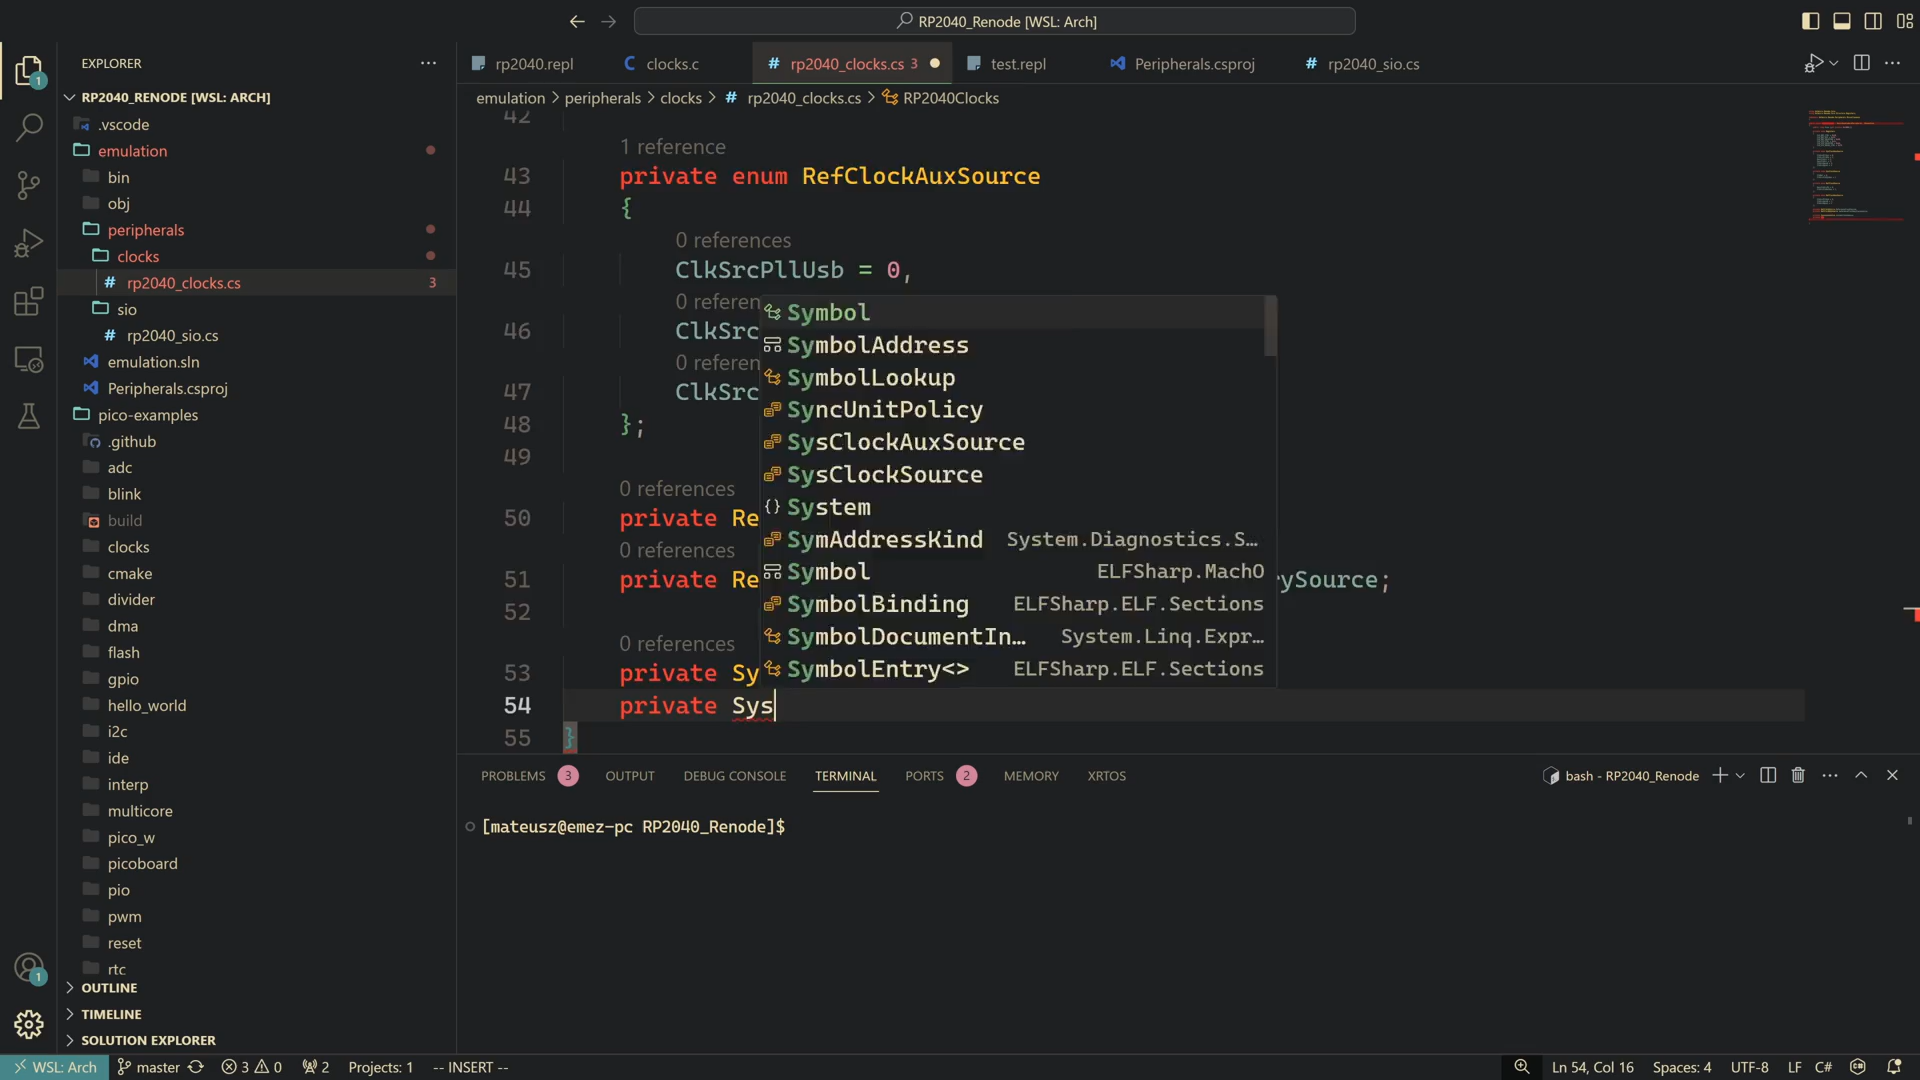 RP2040_Renode [WSL: Arch]
EXPLORER
RP2040_RENODE [WSL: ARCH]
.vscode
emulation
bin
obj
peripherals
clocks
rp2040_clocks.cs 3
sio
rp2040_sio.cs
emulation.sln
Peripherals.csproj
pico-examples
.github
adc
blink
build
clocks
cmake
divider
dma
flash
gpio
hello_world
i2c
ide
interp
multicore
pico_w
picoboard
pio
pwm
reset
rtc
OUTLINE
TIMELINE
SOLUTION EXPLORER
1
1
rp2040.repl
C clocks.c
# rp2040_clocks.cs 3
test.repl
Peripherals.csproj
# rp2040_sio.cs
emulation > peripherals > clocks > # rp2040_clocks.cs > RP2040Clocks
42
1 reference
43 private enum RefClockAuxSource
44 {
0 references
45 ClkSrcPllUsb = 0,
0 referen
46 ClkSrc
0 referen
47 ClkSrc
48 };
49
0 references
50 private Re
0 references
51 private Re ySource;
52
0 references
53 private Sy
54 private Sys
55 }
Symbol
SymbolAddress
SymbolLookup
SyncUnitPolicy
SysClockAuxSource
SysClockSource
{} System
SymAddressKind System.Diagnostics.S…
Symbol ELFSharp.MachO
SymbolBinding ELFSharp.ELF.Sections
SymbolDocumentIn… System.Linq.Expr…
SymbolEntry<> ELFSharp.ELF.Sections
PROBLEMS 3 OUTPUT DEBUG CONSOLE TERMINAL PORTS 2 MEMORY XRTOS
bash - RP2040_Renode
[mateusz@emez-pc RP2040_Renode]$
WSL: Arch master 3 0 2 Projects: 1 -- INSERT --
Ln 54, Col 16 Spaces: 4 UTF-8 LF C#